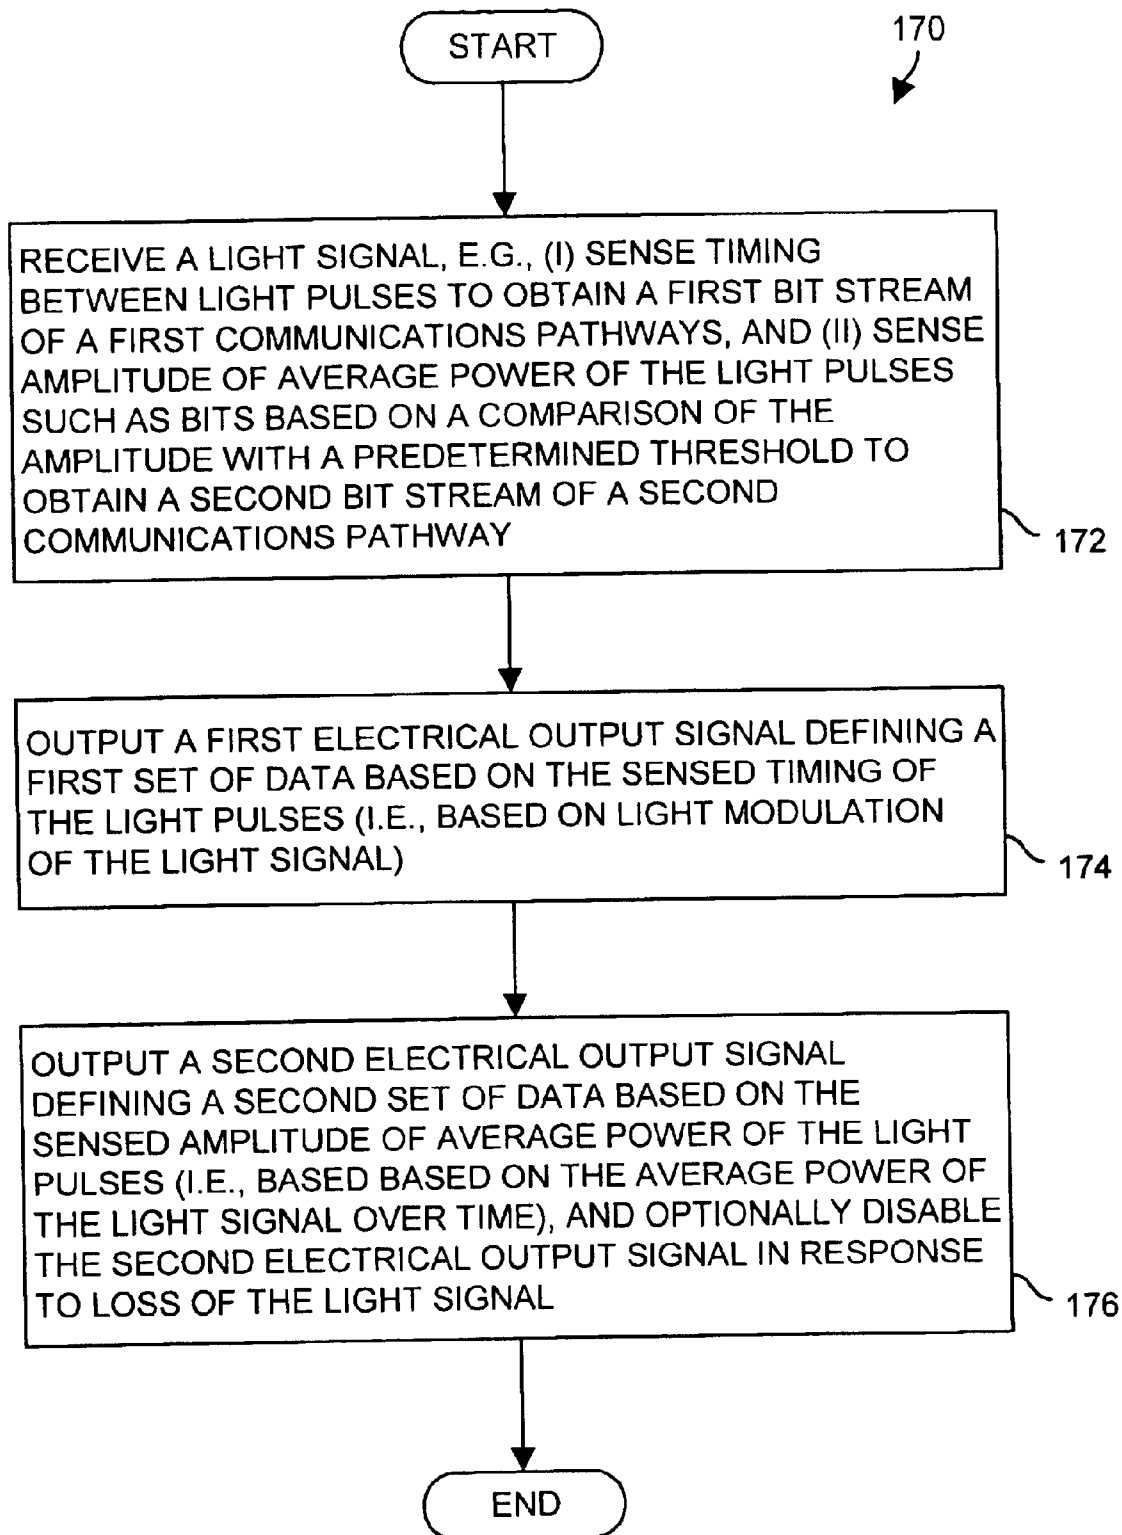 START
170
RECEIVE A LIGHT SIGNAL, E.G., (I) SENSE TIMING
BETWEEN LIGHT PULSES TO OBTAIN A FIRST BIT STREAM
OF A FIRST COMMUNICATIONS PATHWAYS, AND (II) SENSE
AMPLITUDE OF AVERAGE POWER OF THE LIGHT PULSES
SUCH AS BITS BASED ON A COMPARISON OF THE
AMPLITUDE WITH A PREDETERMINED THRESHOLD TO
OBTAIN A SECOND BIT STREAM OF A SECOND
COMMUNICATIONS PATHWAY
172
OUTPUT A FIRST ELECTRICAL OUTPUT SIGNAL DEFINING A
FIRST SET OF DATA BASED ON THE SENSED TIMING OF
THE LIGHT PULSES (I.E., BASED ON LIGHT MODULATION
OF THE LIGHT SIGNAL)
174
OUTPUT A SECOND ELECTRICAL OUTPUT SIGNAL
DEFINING A SECOND SET OF DATA BASED ON THE
SENSED AMPLITUDE OF AVERAGE POWER OF THE LIGHT
PULSES (I.E., BASED BASED ON THE AVERAGE POWER OF
THE LIGHT SIGNAL OVER TIME), AND OPTIONALLY DISABLE
THE SECOND ELECTRICAL OUTPUT SIGNAL IN RESPONSE
TO LOSS OF THE LIGHT SIGNAL
176
END